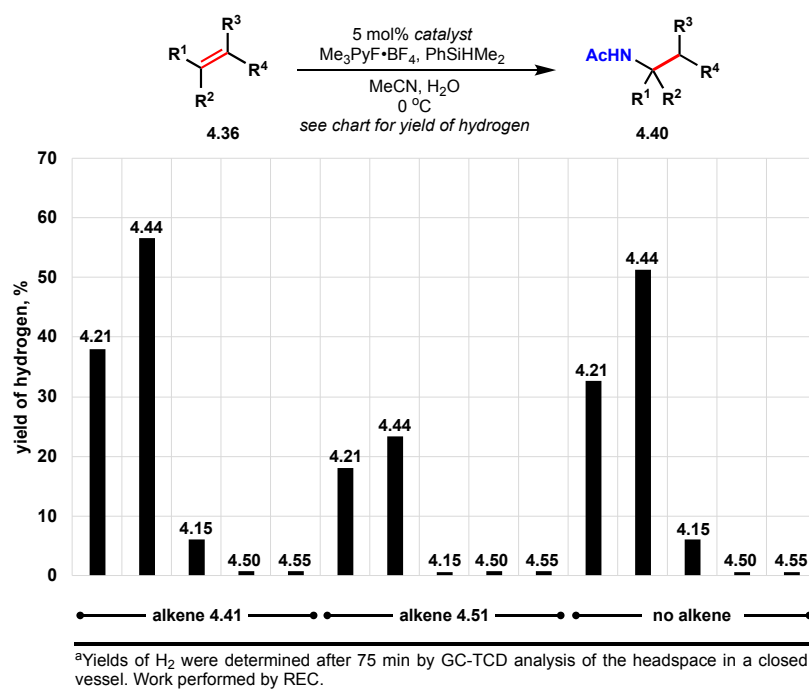 R1 R2 R3 R4
5 mol% catalyst
Me3PyF•BF4, PhSiHMe2
MeCN, H2O
0 °C
see chart for yield of hydrogen
4.36
AcHN R1 R2 R3 R4
4.40
yield of hydrogen, %
70
60
50
40
30
20
10
0
4.21 4.44 4.15 4.50 4.55
4.21 4.44 4.15 4.50 4.55
4.21 4.44 4.15 4.50 4.55
alkene 4.41 alkene 4.51 no alkene
aYields of H2 were determined after 75 min by GC-TCD analysis of the headspace in a closed
vessel. Work performed by REC.